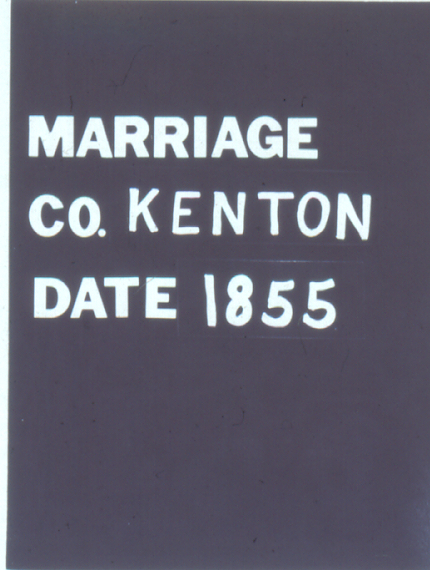 MARRIAGE
CO. KENTON
DATE 1855